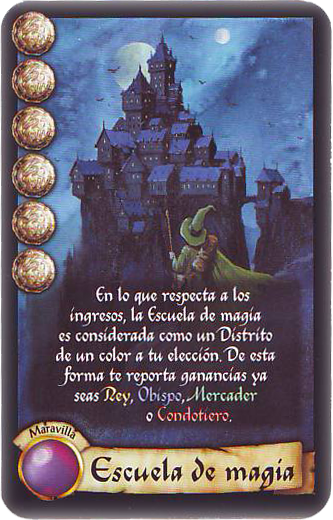 En lo que respecta a los
ingresos, la Escuela de magia
es considerada como un Distrito
de un color a tu elección. De esta
forma te reporta ganancias ya
seas Rey, Obispo, Mercader
o Condotiero.
Maravilla
Escuela de magia